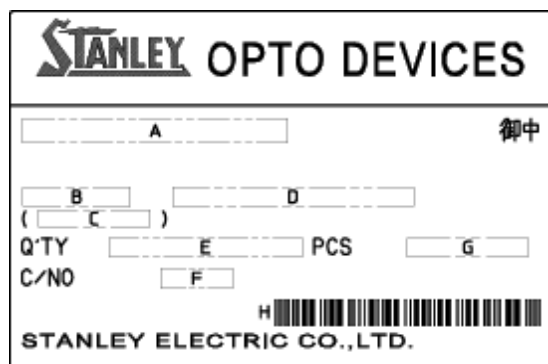 STANLEY OPTO DEVICES
A 御中
B D
( C )
Q'TY E PCS G
C/NO F
H
STANLEY ELECTRIC CO.,LTD.